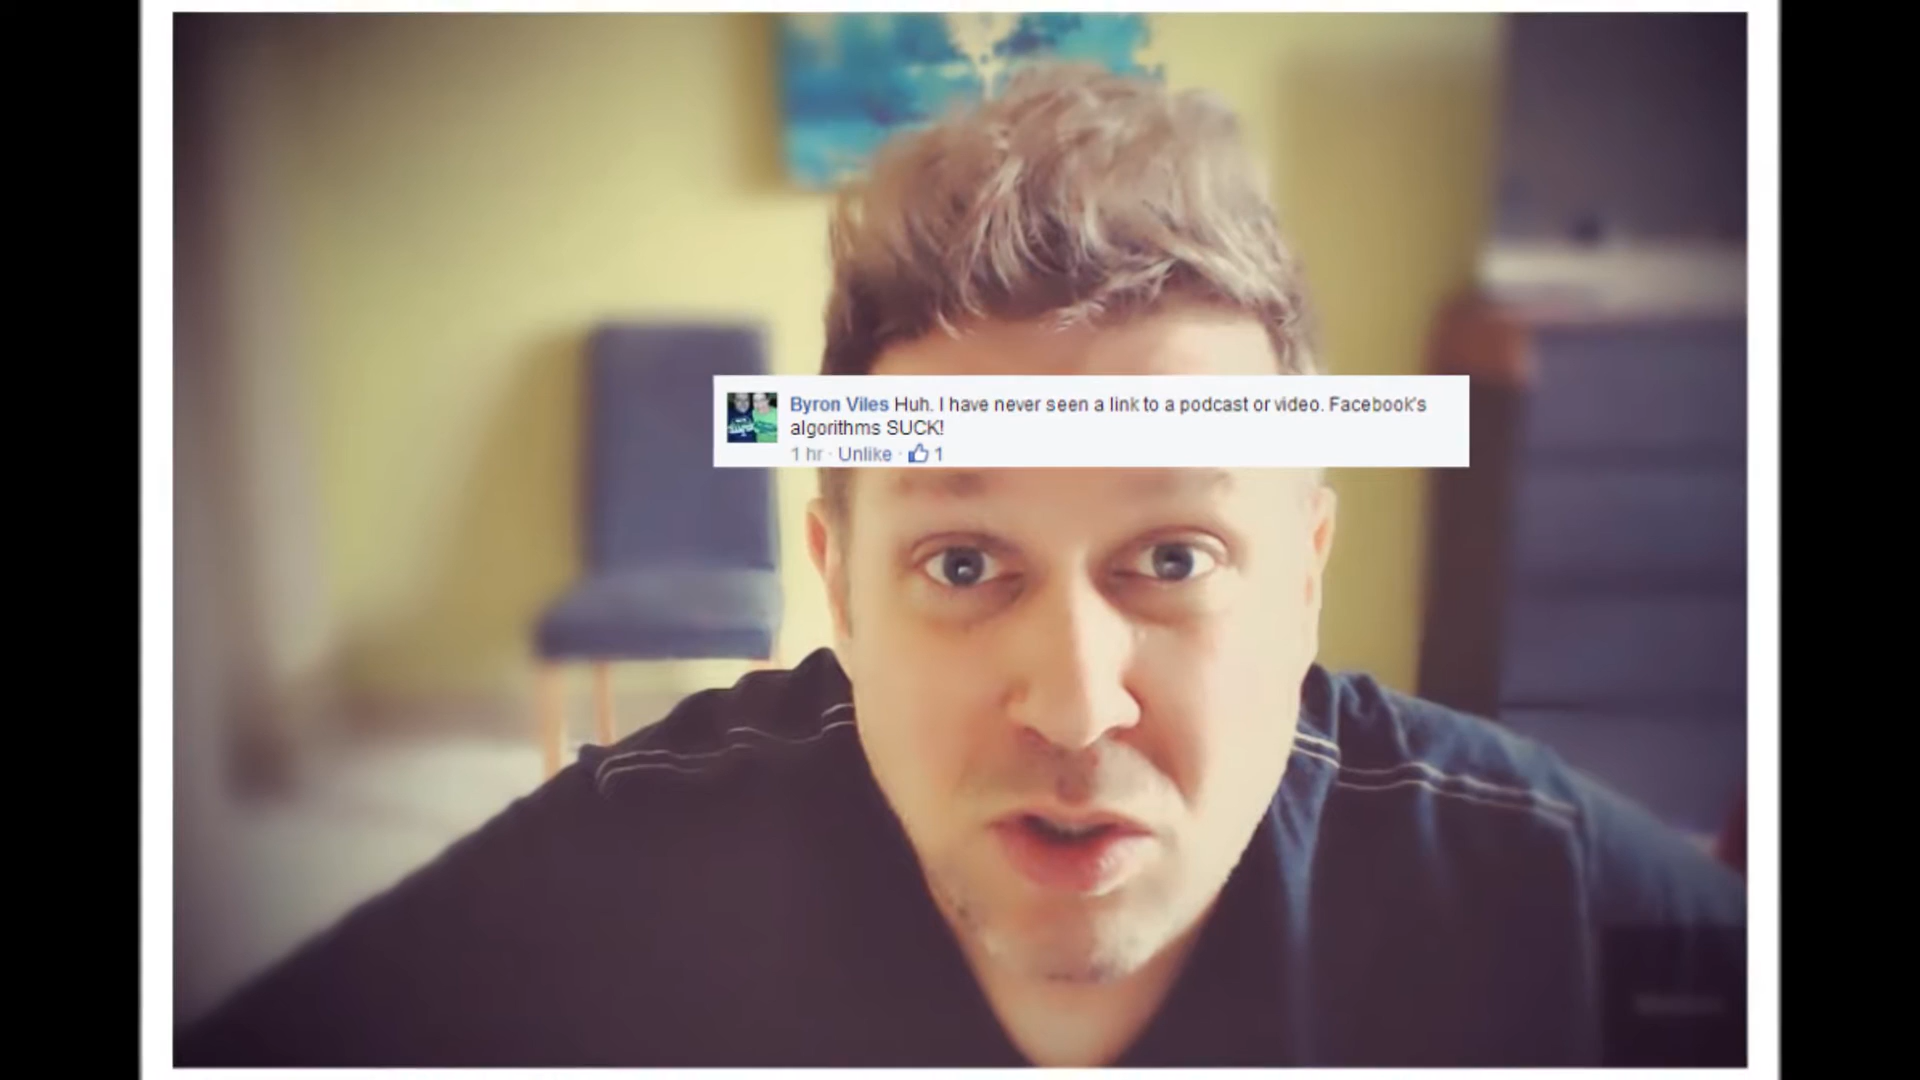 Byron Viles Huh. I have never seen a link to a podcast or video. Facebook's
algorithms SUCK!
1 hr · Unlike · 1